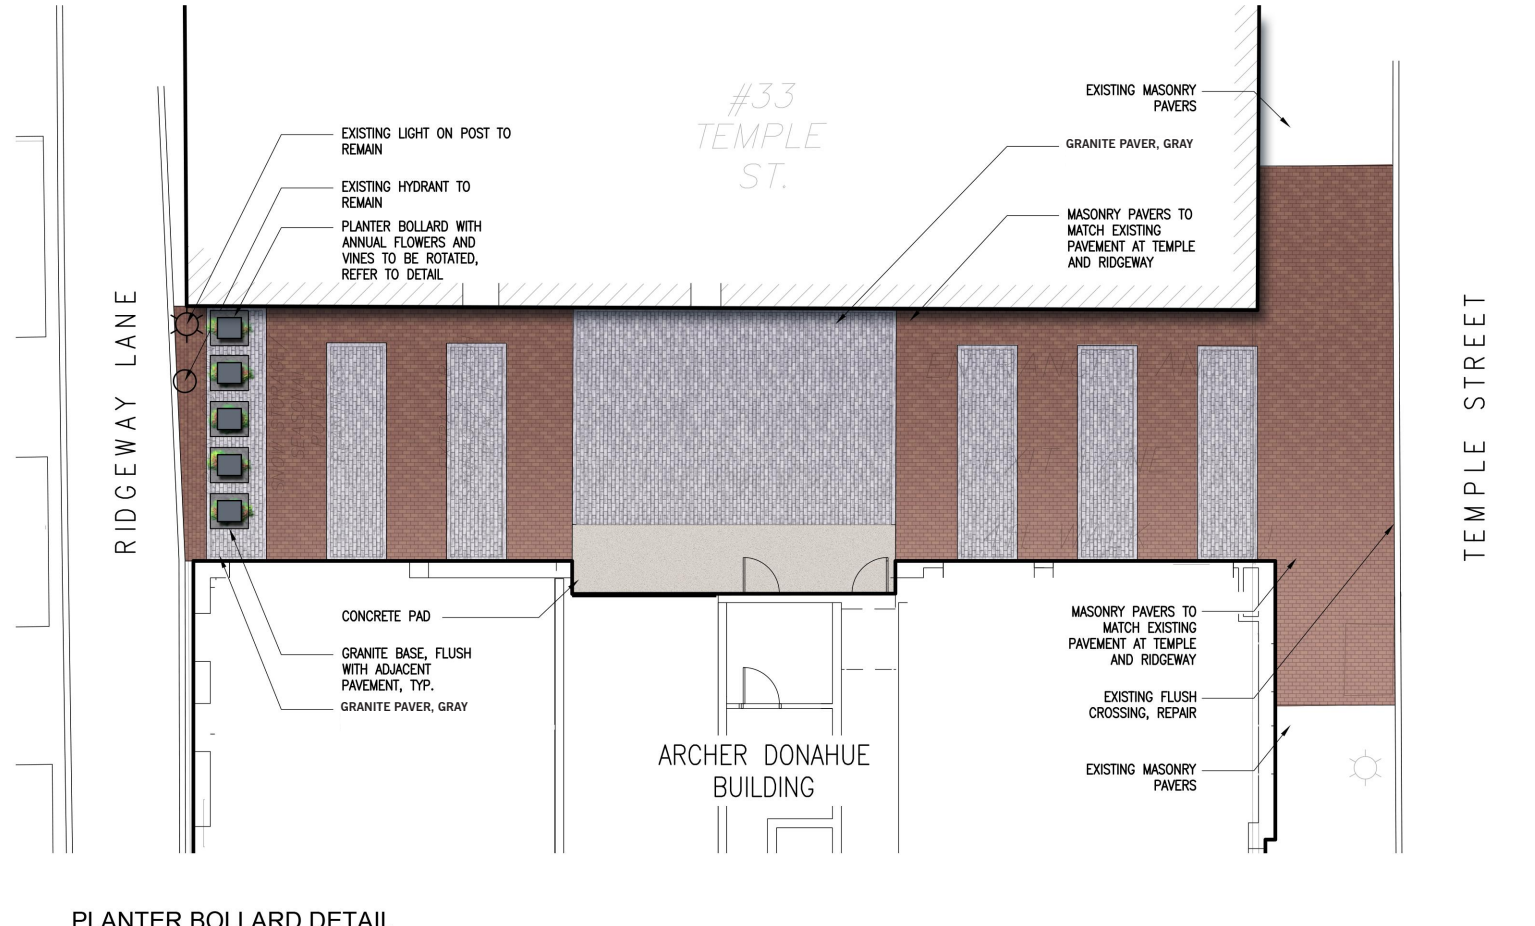 #33
TEMPLE
ST.
EXISTING LIGHT ON POST TO
REMAIN
EXISTING HYDRANT TO
REMAIN
PLANTER BOLLARD WITH
ANNUAL FLOWERS AND
VINES TO BE ROTATED,
REFER TO DETAIL
EXISTING MASONRY
PAVERS
GRANITE PAVER, GRAY
MASONRY PAVERS TO
MATCH EXISTING
PAVEMENT AT TEMPLE
AND RIDGEWAY
RIDGEWAY LANE
TEMPLE STREET
CONCRETE PAD
GRANITE BASE, FLUSH
WITH ADJACENT
PAVEMENT, TYP.
GRANITE PAVER, GRAY
ARCHER DONAHUE
BUILDING
MASONRY PAVERS TO
MATCH EXISTING
PAVEMENT AT TEMPLE
AND RIDGEWAY
EXISTING FLUSH
CROSSING, REPAIR
EXISTING MASONRY
PAVERS
PLANTER BOLLARD DETAIL